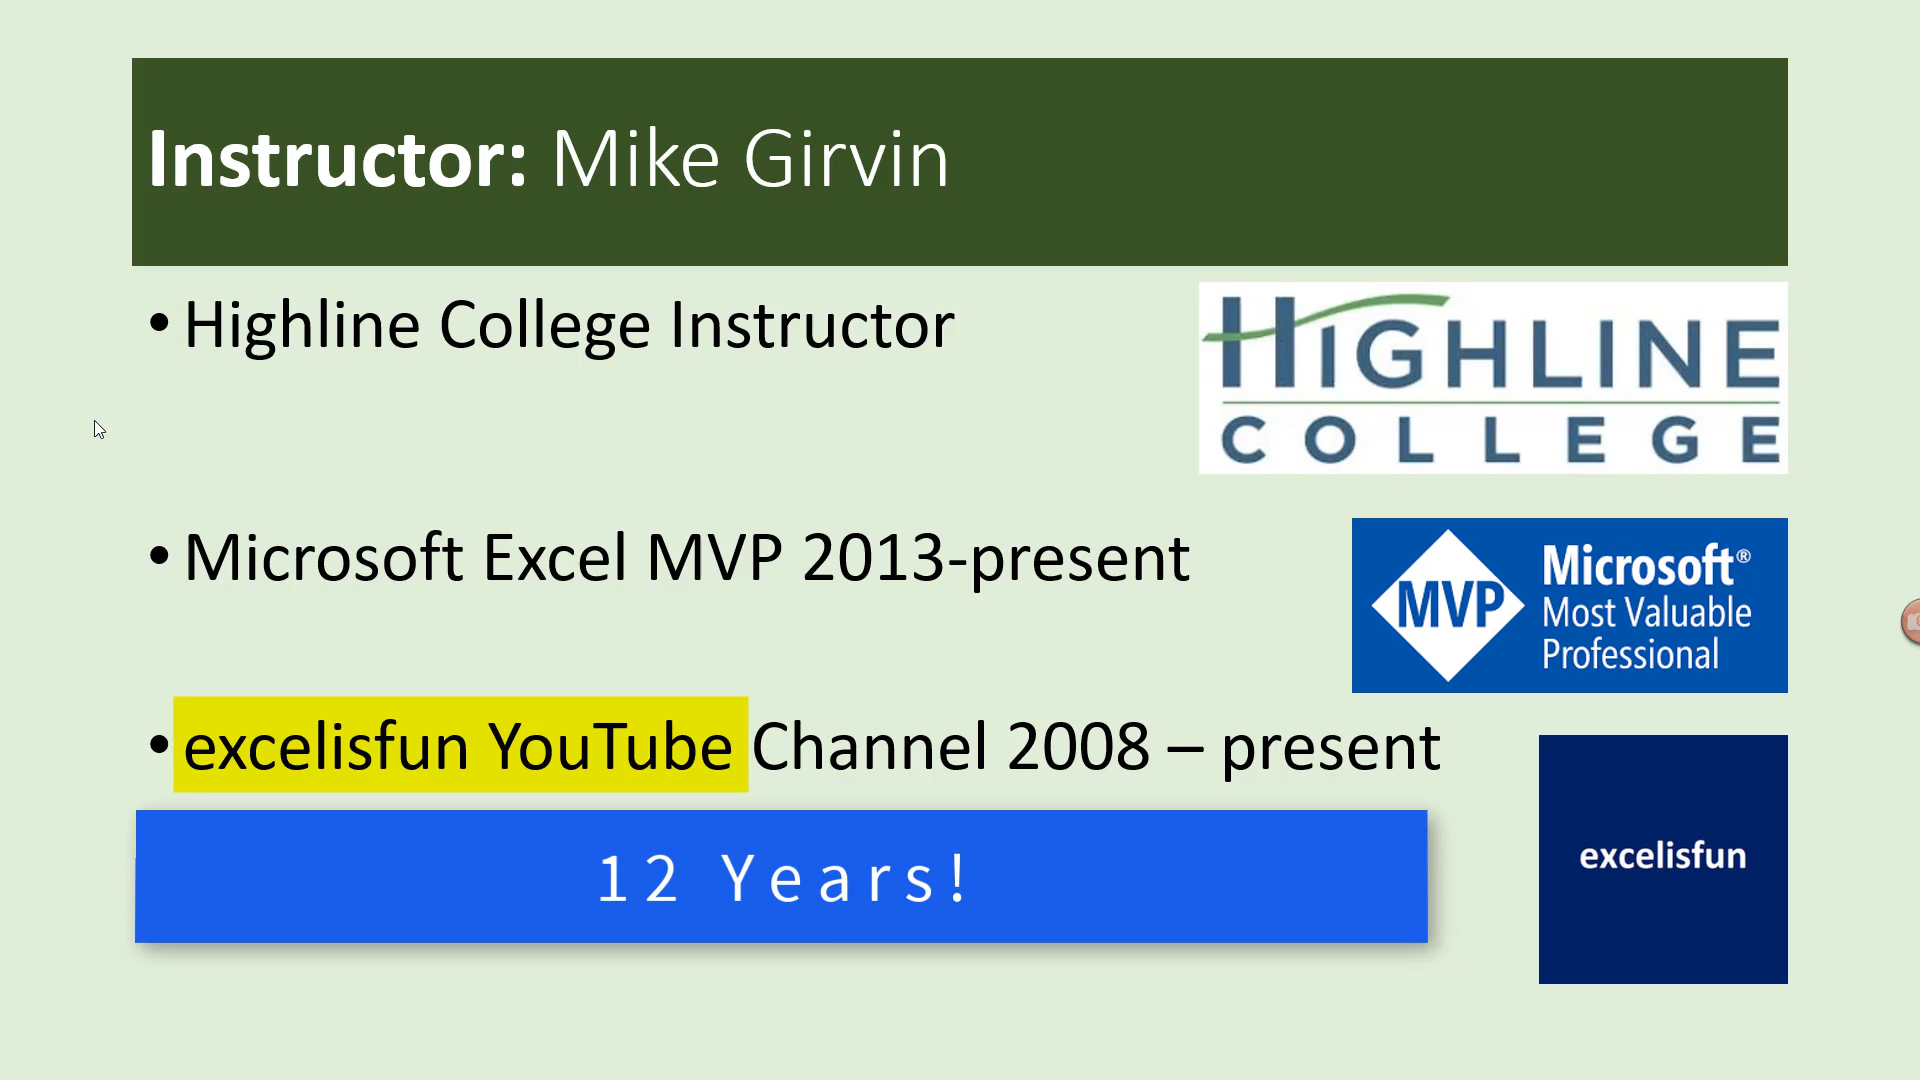 Instructor: Mike Girvin
• Highline College Instructor
HIGHLINE
COLLEGE
• Microsoft Excel MVP 2013-present
MVP
Microsoft®
Most Valuable
Professional
• excelisfun YouTube Channel 2008 – present
12 Years!
excelisfun